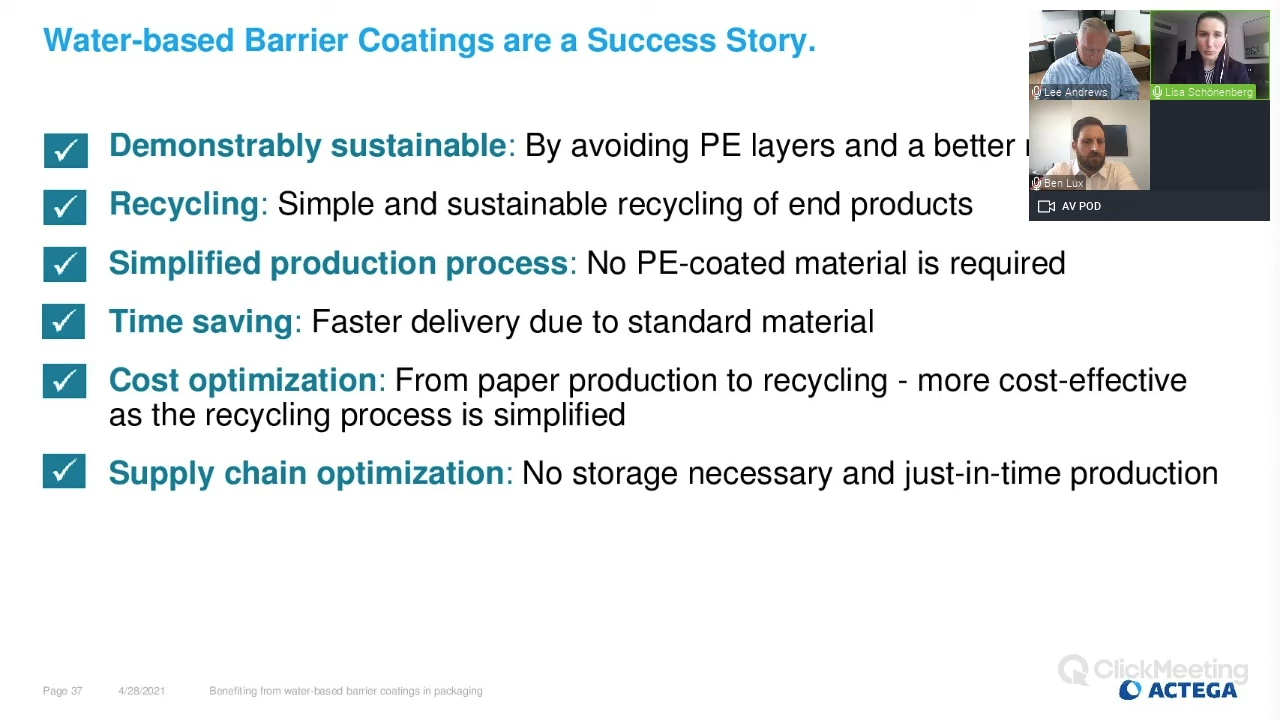 Water-based Barrier Coatings are a Success Story.
Demonstrably sustainable: By avoiding PE layers and a better
Recycling: Simple and sustainable recycling of end products
Simplified production process: No PE-coated material is required
Time saving: Faster delivery due to standard material
Cost optimization: From paper production to recycling - more cost-effective
as the recycling process is simplified
Supply chain optimization: No storage necessary and just-in-time production
Lee Andrews
Lisa Schönenberg
Ben Lux
AV POD
Page 37
4/28/2021
Benefiting from water-based barrier coatings in packaging
ClickMeeting
ACTEGA